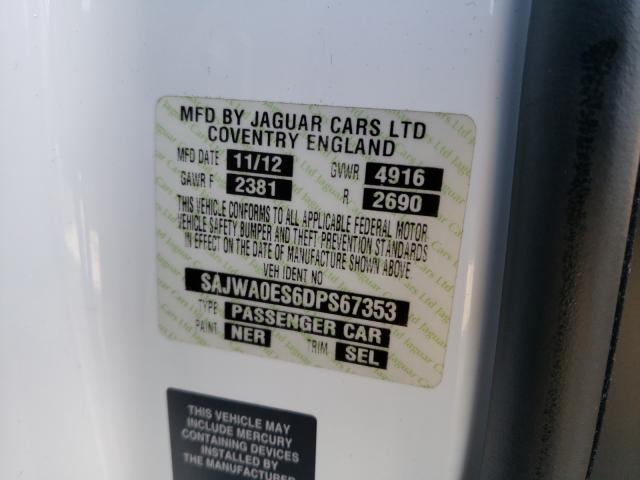 MFD BY JAGUAR CARS LTD
COVENTRY ENGLAND
MFD DATE 11/12 GVWR 4916
GAWR F 2381 R 2690
THIS VEHICLE CONFORMS TO ALL APPLICABLE FEDERAL MOTOR
VEHICLE SAFETY BUMPER AND THEFT PREVENTION STANDARDS
IN EFFECT ON THE DATE OF MANUFACTURE SHOWN ABOVE
VEH IDENT NO
SAJWA0ES6DPS67353
TYPE PASSENGER CAR
PAINT NER TRIM SEL
THIS VEHICLE MAY
INCLUDE MERCURY
CONTAINING DEVICES
INSTALLED BY
THE MANUFACTURER